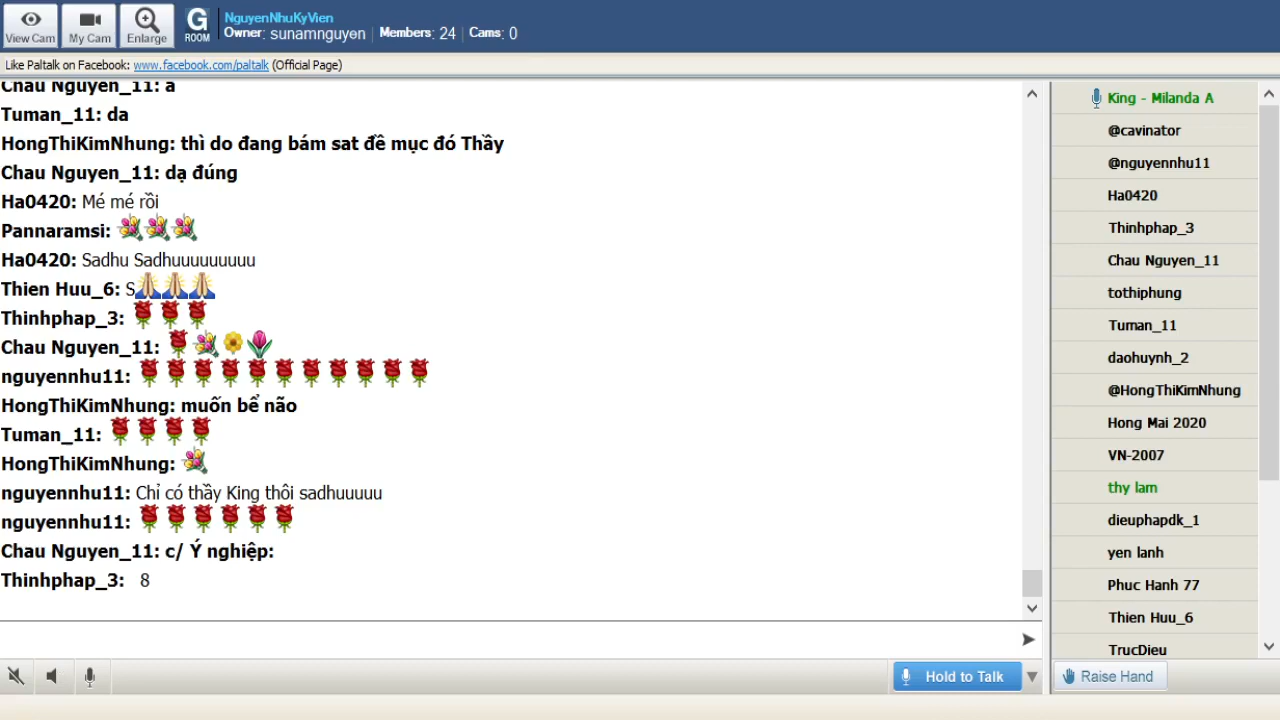 View Cam
My Cam
Enlarge
G
ROOM
NguyenNhuKyVien
Owner: sunamnguyen | Members: 24 | Cams: 0
Like Paltalk on Facebook: www.facebook.com/paltalk (Official Page)
Chau Nguyen_11: a
Tuman_11: da
HongThiKimNhung: thì do đang bám sat đề mục đó Thầy
Chau Nguyen_11: dạ đúng
Ha0420: Mé mé rồi
Pannaramsi:
Ha0420: Sadhu Sadhuuuuuuuuu
Thien Huu_6: S
Thinhphap_3:
Chau Nguyen_11:
nguyennhu11:
HongThiKimNhung: muốn bể não
Tuman_11:
HongThiKimNhung:
nguyennhu11: Chỉ có thầy King thôi sadhuuuuu
nguyennhu11:
Chau Nguyen_11: c/ Ý nghiệp:
Thinhphap_3: 8
King - Milanda A
@cavinator
@nguyennhu11
Ha0420
Thinhphap_3
Chau Nguyen_11
tothiphung
Tuman_11
daohuynh_2
@HongThiKimNhung
Hong Mai 2020
VN-2007
thy lam
dieuphapdk_1
yen lanh
Phuc Hanh 77
Thien Huu_6
TrucDieu
Hold to Talk
Raise Hand